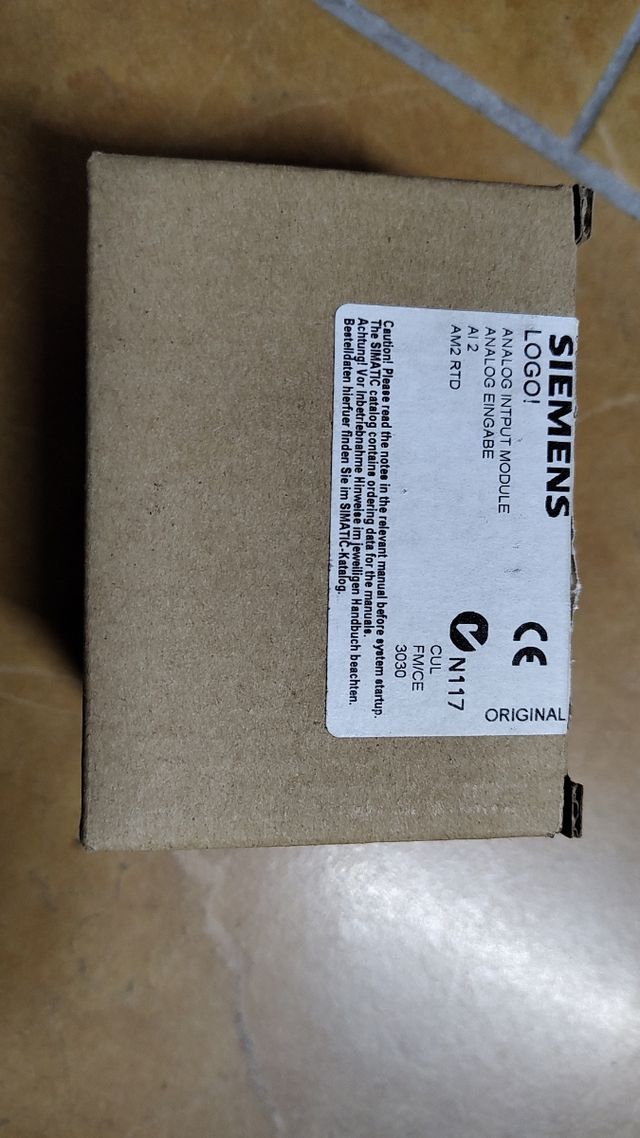 SIEMENS
LOGO!
ANALOG INTPUT MODULE
ANALOG EINGABE
AI 2
AM2 RTD
CE
ORIGINAL
N117
CUL
FM/CE
3030
Caution! Please read the notes in the relevant manual before system startup.
The SIMATIC catalog contains ordering data for the manuals.
Achtung! Vor Inbetriebnahme Hinweise im jeweiligen Handbuch beachten.
Bestelldaten hierfuer finden Sie im SIMATIC-Katalog.